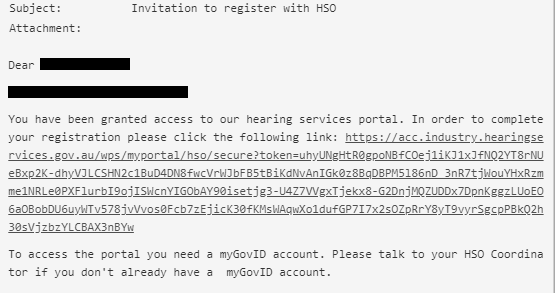 Subject: Invitation to register with HSO
Attachment:
Dear
You have been granted access to our hearing services portal. In order to complete
your registration please click the following link: https://acc.industry.hearingse
rvices.gov.au/wps/myportal/hso/secure?token=uhyUNgHtR0gpoNBfCOej1iKJ1xJfNQ2YT8rNU
eBxp2K-dhyVJLCSHN2c1BuD4DN8fwcVrWJbFB5tBiKdNvAnIGk0z8BqDBPM5186nD_3nR7tjWouYHxRzm
me1NRLe0PXFlurbI9ojISWcnYIGObAY90isetjg3-U4Z7VVgxTjekx8-G2DnjMQZUDDx7DpnKggzLUoEO
6aOBobDU6uyWTv578jvVvos0Fcb7zEjicK30fKMsWAqwXo1dufGP7I7x2sOZpRrY8yT9vyrSgcpPBkQ2h
30sVjzbzYLCBAX3nBYw
To access the portal you need a myGovID account. Please talk to your HSO Coordina
tor if you don't already have a myGovID account.